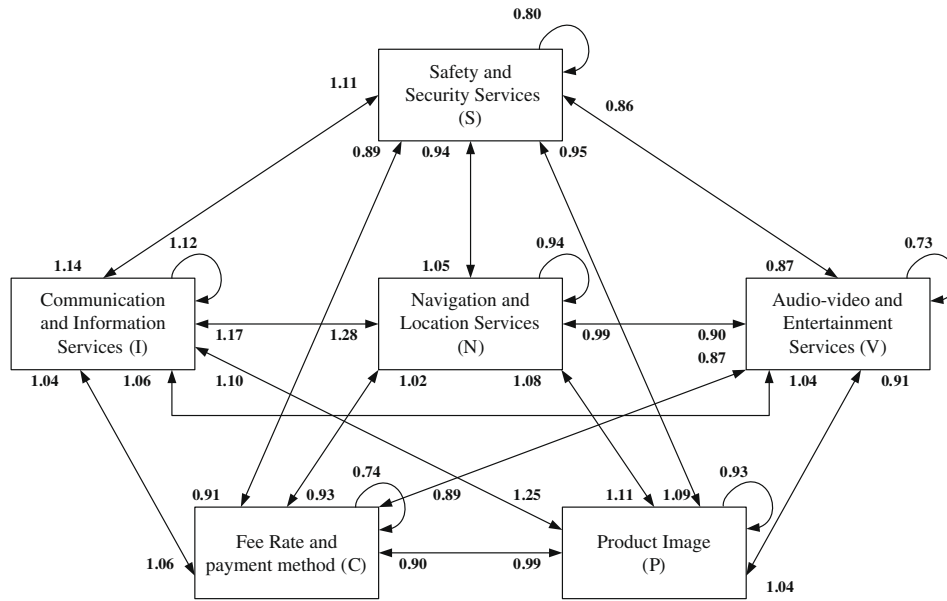 0.80
Safety and
Security Services
(S)
1.11
0.86
0.89
0.94
0.95
1.14
1.12
1.05
0.94
0.87
0.73
Communication
and Information
Services (I)
Navigation and
Location Services
(N)
Audio-video and
Entertainment
Services (V)
1.17
1.28
0.99
0.90
0.87
1.04
1.06
1.10
1.02
1.08
1.04
0.91
0.91
0.93
0.74
0.89
1.25
1.11
1.09
0.93
Fee Rate and
payment method (C)
Product Image
(P)
1.06
0.90
0.99
1.04